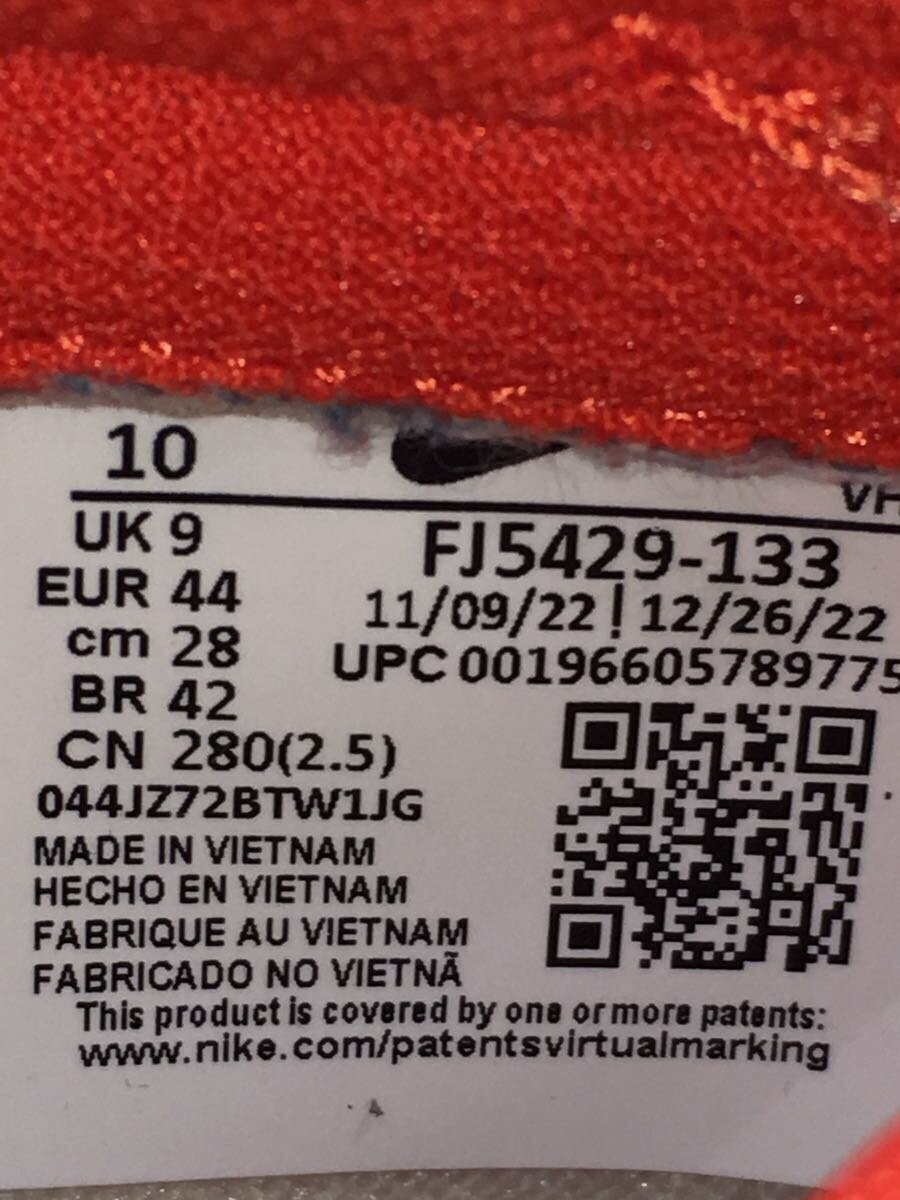 10
VH
UK 9
EUR 44
cm 28
BR 42
CN 280(2.5)
FJ5429-133
11/09/22 ! 12/26/22
UPC 00196605789775
044JZ72BTW1JG
MADE IN VIETNAM
HECHO EN VIETNAM
FABRIQUE AU VIETNAM
FABRICADO NO VIETNÃ
This product is covered by one or more patents:
www.nike.com/patentsvirtualmarking